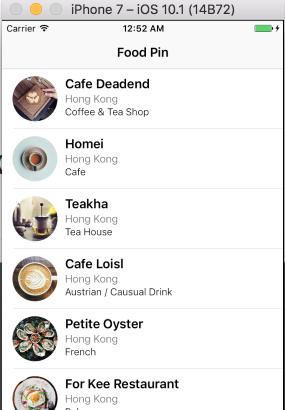 iPhone 7 – iOS 10.1 (14B72)
Carrier 12:52 AM
Food Pin
Cafe Deadend
Hong Kong
Coffee & Tea Shop
Homei
Hong Kong
Cafe
Teakha
Hong Kong
Tea House
Cafe Loisl
Hong Kong
Austrian / Causual Drink
Petite Oyster
Hong Kong
French
For Kee Restaurant
Hong Kong